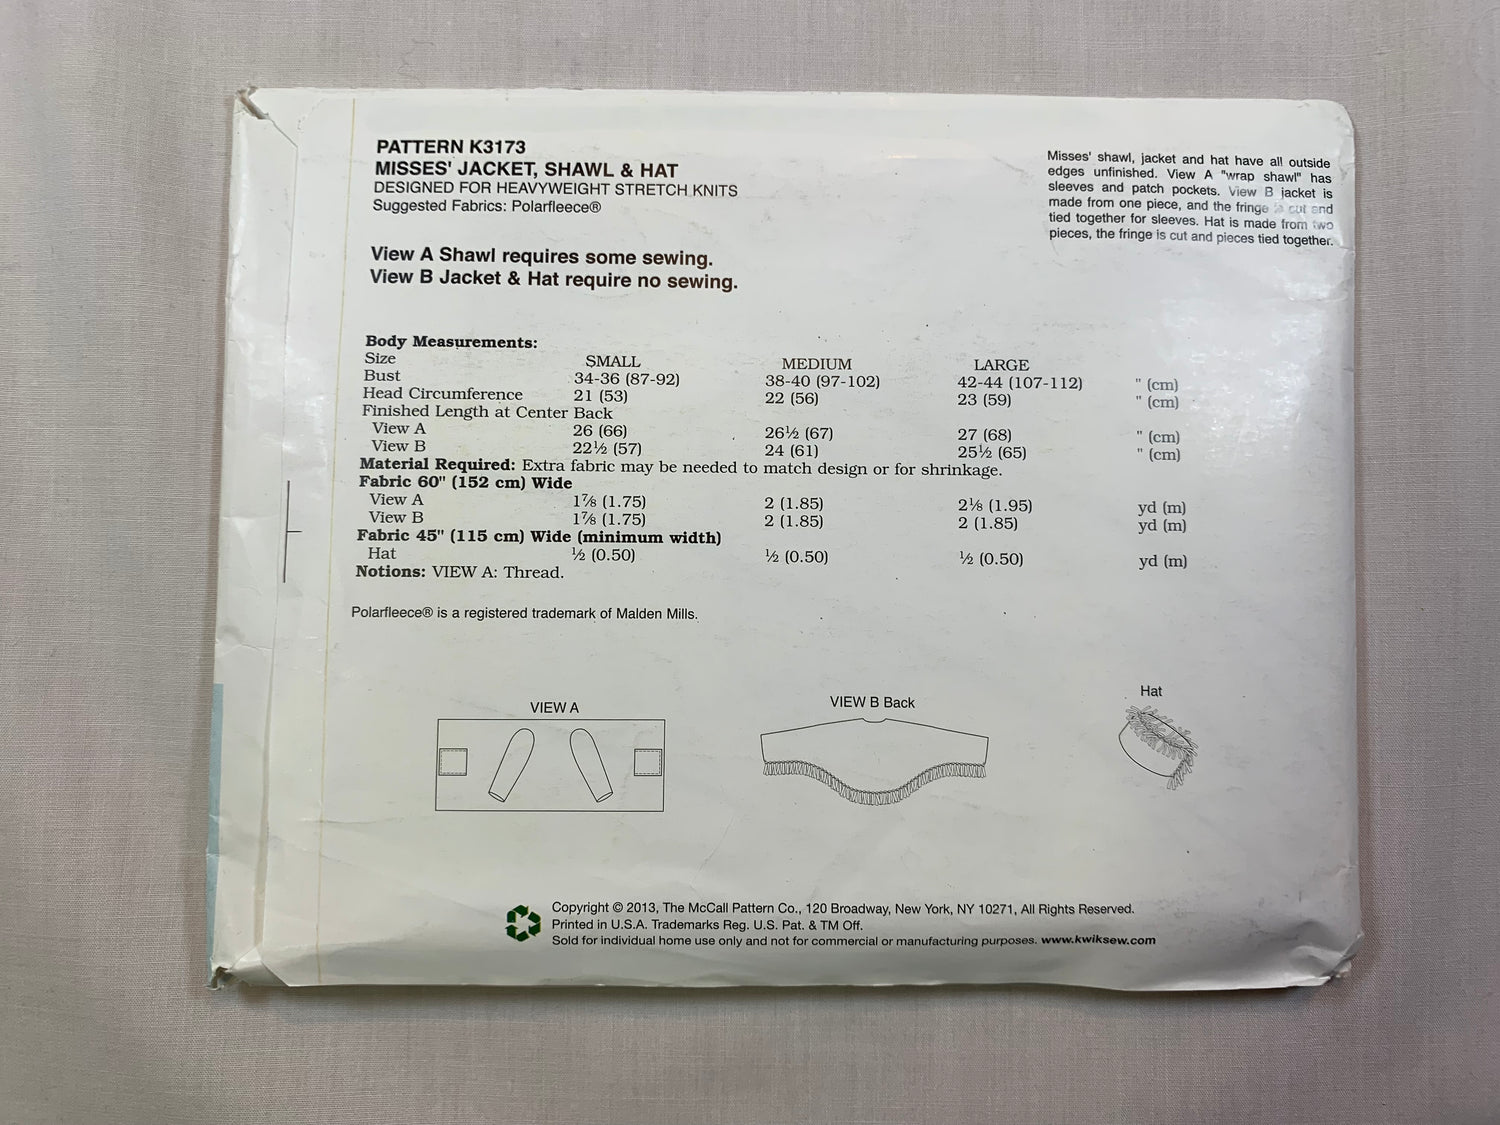 PATTERN K3173
MISSES' JACKET, SHAWL & HAT
DESIGNED FOR HEAVYWEIGHT STRETCH KNITS
Suggested Fabrics: Polarfleece®
Misses' shawl, jacket and hat have all outside
edges unfinished. View A "wrap shawl" has
sleeves and patch pockets. View B jacket is
made from one piece, and the fringe is cut and
tied together for sleeves. Hat is made from two
pieces, the fringe is cut and pieces tied together.
View A Shawl requires some sewing.
View B Jacket & Hat require no sewing.
Body Measurements:
Size SMALL MEDIUM LARGE
Bust 34-36 (87-92) 38-40 (97-102) 42-44 (107-112) " (cm)
Head Circumference 21 (53) 22 (56) 23 (59) " (cm)
Finished Length at Center Back
View A 26 (66) 26½ (67) 27 (68) " (cm)
View B 22½ (57) 24 (61) 25½ (65) " (cm)
Material Required: Extra fabric may be needed to match design or for shrinkage.
Fabric 60" (152 cm) Wide
View A 1⅞ (1.75) 2 (1.85) 2⅛ (1.95) yd (m)
View B 1⅞ (1.75) 2 (1.85) 2 (1.85) yd (m)
Fabric 45" (115 cm) Wide (minimum width)
Hat ½ (0.50) ½ (0.50) ½ (0.50) yd (m)
Notions: VIEW A: Thread.
Polarfleece® is a registered trademark of Malden Mills.
VIEW A
VIEW B Back
Hat
Copyright © 2013, The McCall Pattern Co., 120 Broadway, New York, NY 10271, All Rights Reserved.
Printed in U.S.A. Trademarks Reg. U.S. Pat. & TM Off.
Sold for individual home use only and not for commercial or manufacturing purposes. www.kwiksew.com